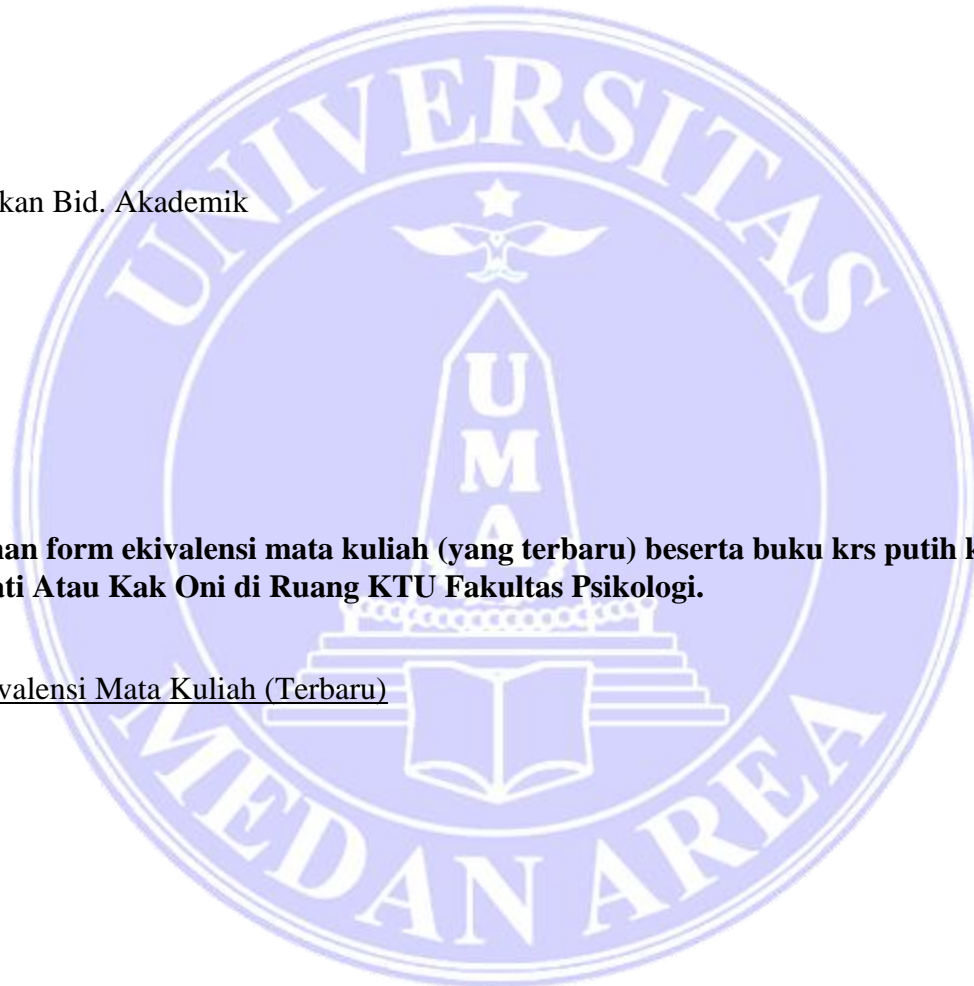 UNIVERSITAS
kan Bid. Akademik
UMA
nan form ekivalensi mata kuliah (yang terbaru) beserta buku krs putih k
ati Atau Kak Oni di Ruang KTU Fakultas Psikologi.
valensi Mata Kuliah (Terbaru)
MEDAN AREA